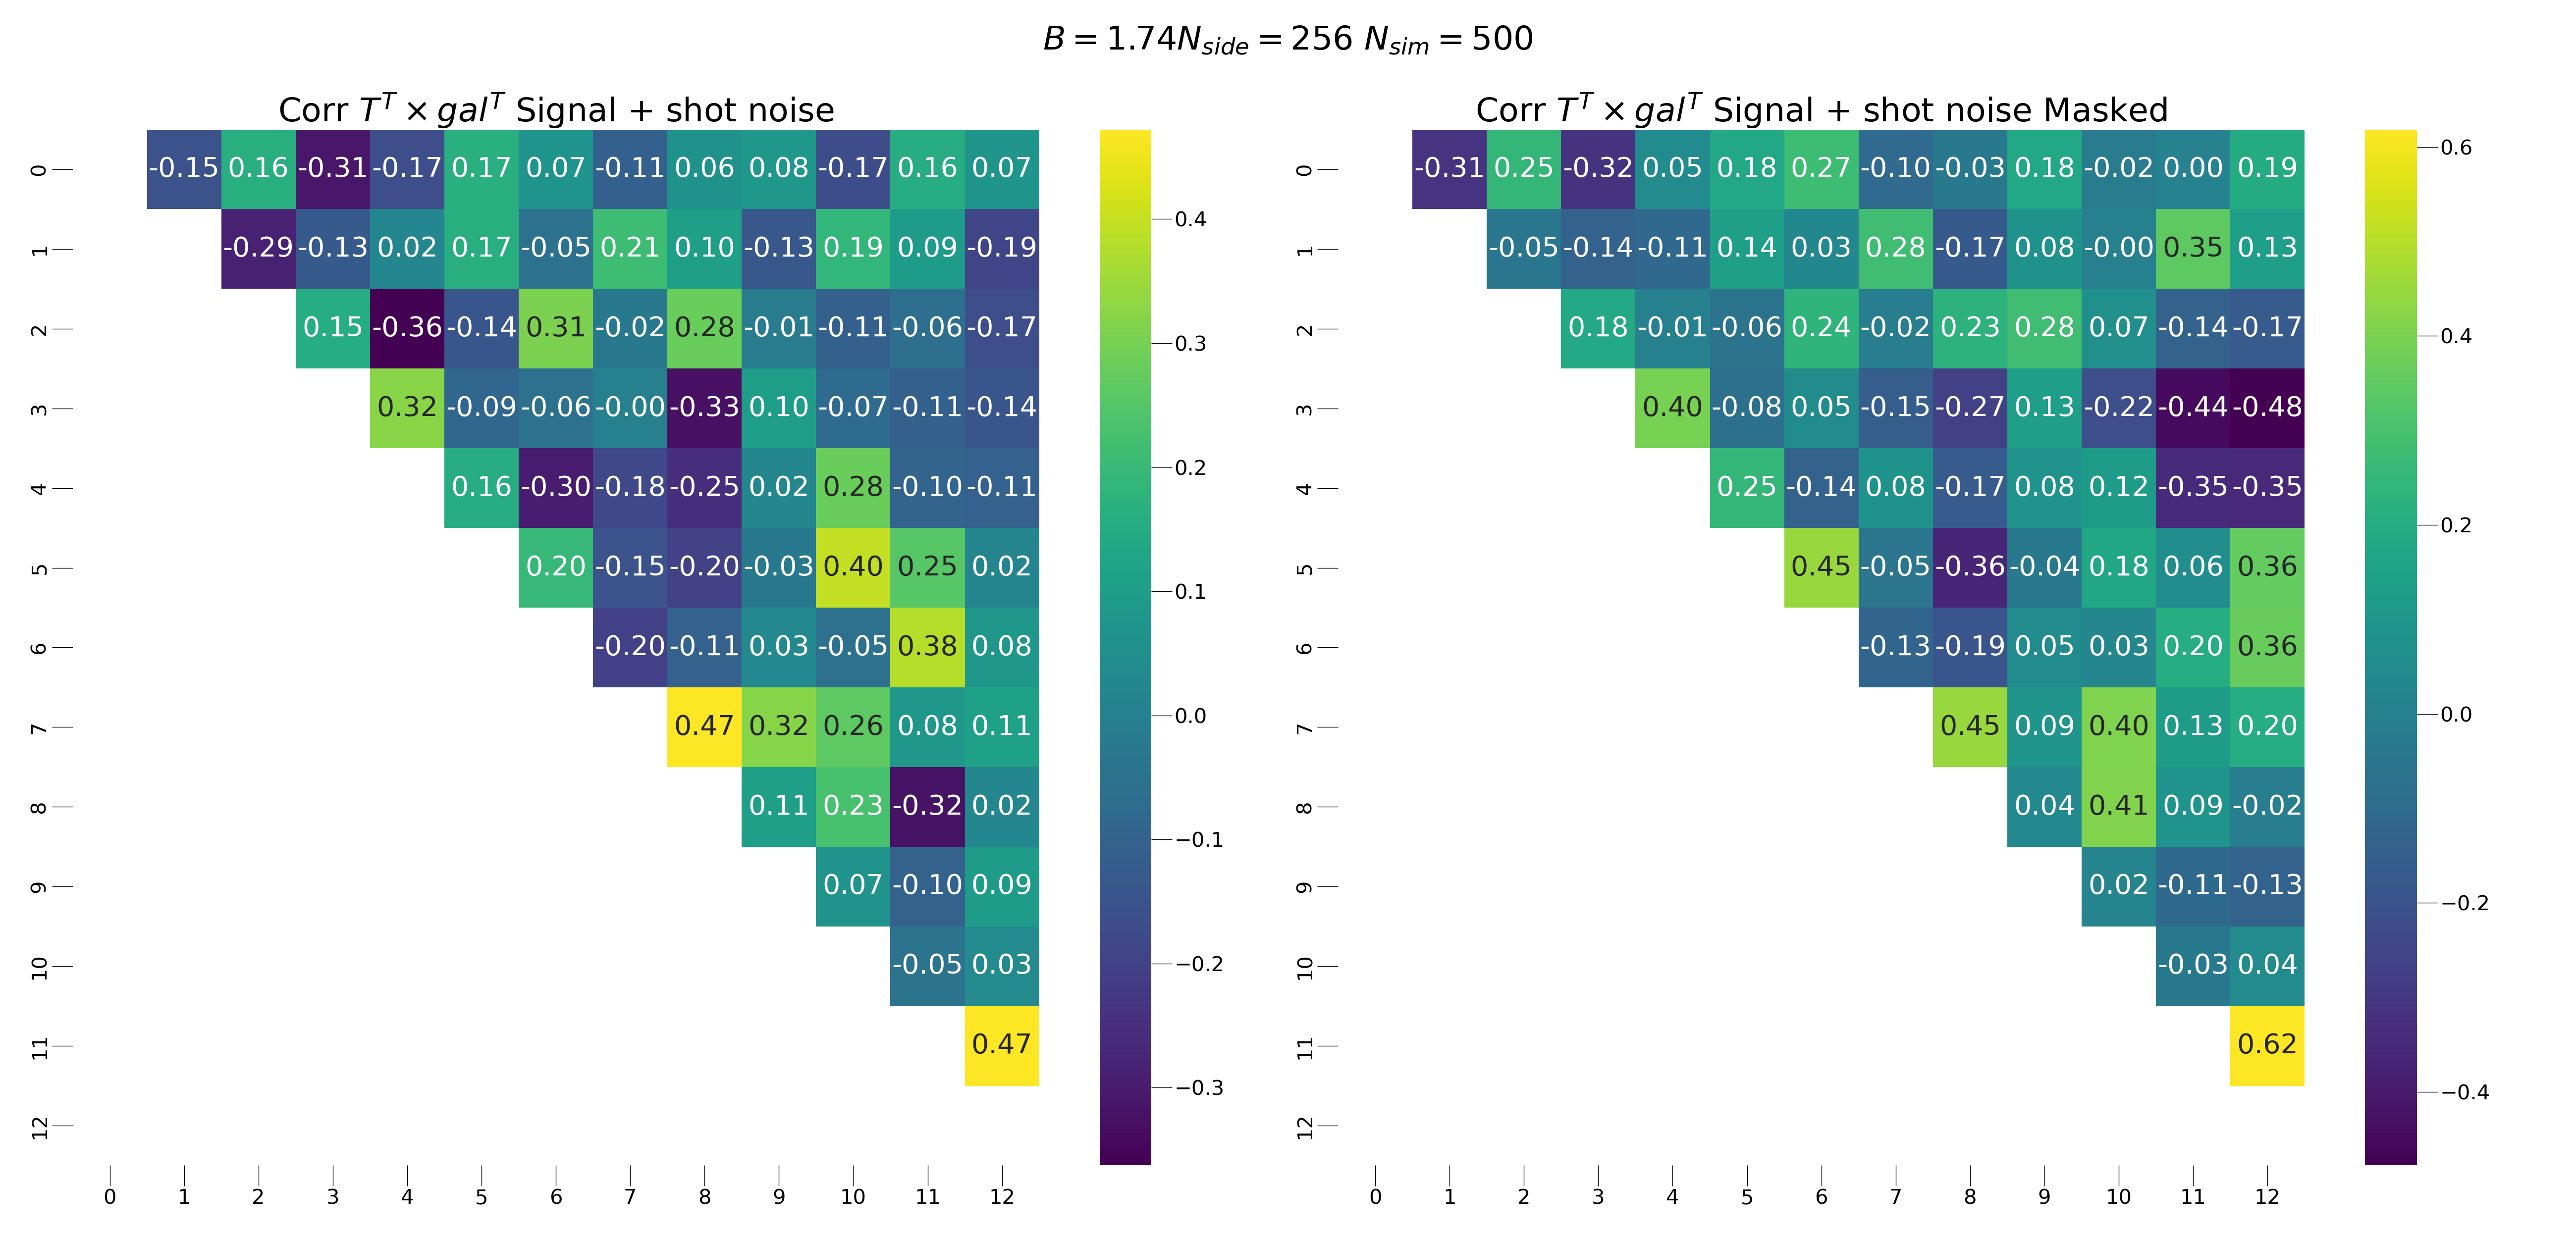 B = 1.74N_side = 256 N_sim = 500
Corr T^T × gal^T Signal + shot noise
0 -0.15 0.16 -0.31 -0.17 0.17 0.07 -0.11 0.06 0.08 -0.17 0.16 0.07
1 -0.29 -0.13 0.02 0.17 -0.05 0.21 0.10 -0.13 0.19 0.09 -0.19
2 0.15 -0.36 -0.14 0.31 -0.02 0.28 -0.01 -0.11 -0.06 -0.17
3 0.32 -0.09 -0.06 -0.00 -0.33 0.10 -0.07 -0.11 -0.14
4 0.16 -0.30 -0.18 -0.25 0.02 0.28 -0.10 -0.11
5 0.20 -0.15 -0.20 -0.03 0.40 0.25 0.02
6 -0.20 -0.11 0.03 -0.05 0.38 0.08
7 0.47 0.32 0.26 0.08 0.11
8 0.11 0.23 -0.32 0.02
9 0.07 -0.10 0.09
10 -0.05 0.03
11 0.47
12
0 1 2 3 4 5 6 7 8 9 10 11 12
0.4
0.3
0.2
0.1
0.0
−0.1
−0.2
−0.3
Corr T^T × gal^T Signal + shot noise Masked
0 -0.31 0.25 -0.32 0.05 0.18 0.27 -0.10 -0.03 0.18 -0.02 0.00 0.19
1 -0.05 -0.14 -0.11 0.14 0.03 0.28 -0.17 0.08 -0.00 0.35 0.13
2 0.18 -0.01 -0.06 0.24 -0.02 0.23 0.28 0.07 -0.14 -0.17
3 0.40 -0.08 0.05 -0.15 -0.27 0.13 -0.22 -0.44 -0.48
4 0.25 -0.14 0.08 -0.17 0.08 0.12 -0.35 -0.35
5 0.45 -0.05 -0.36 -0.04 0.18 0.06 0.36
6 -0.13 -0.19 0.05 0.03 0.20 0.36
7 0.45 0.09 0.40 0.13 0.20
8 0.04 0.41 0.09 -0.02
9 0.02 -0.11 -0.13
10 -0.03 0.04
11 0.62
12
0 1 2 3 4 5 6 7 8 9 10 11 12
0.6
0.4
0.2
0.0
−0.2
−0.4